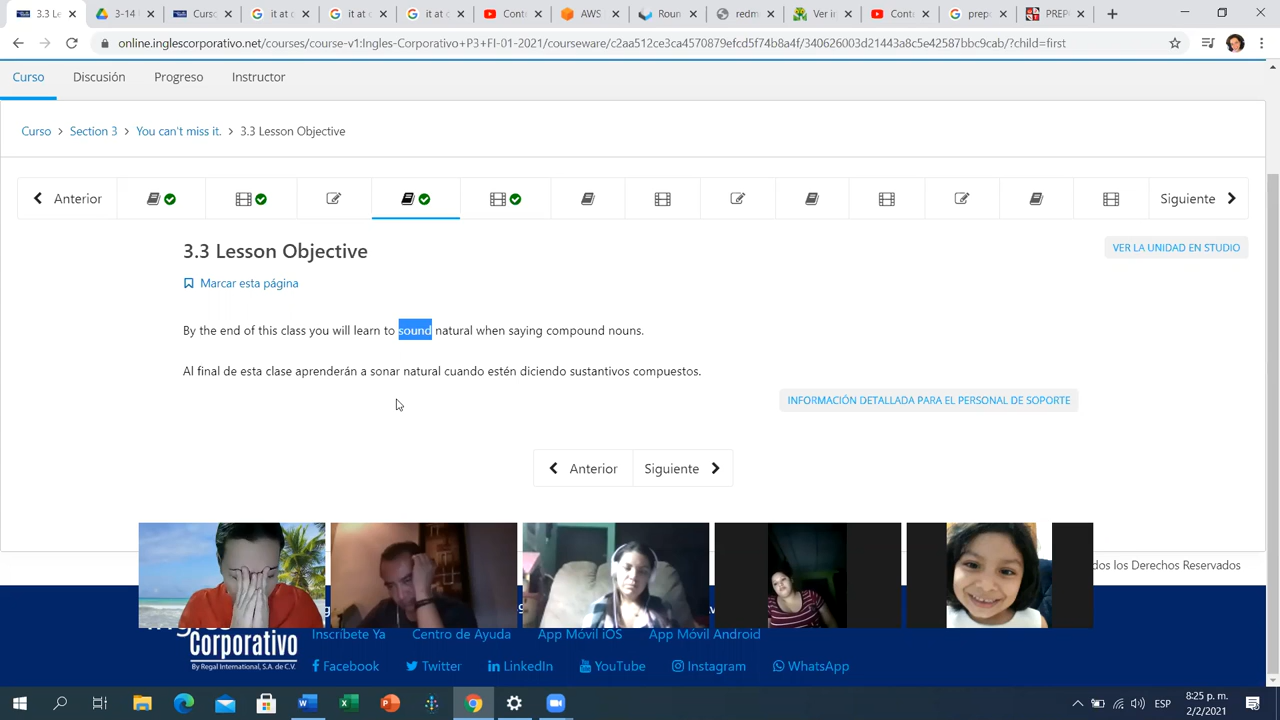 3.3 Le
3-14
Curso
it at c
it at c
it at c
Conti
AWS
Roun
redm
Ver in
Conti
prep
PREP
online.inglescorporativo.net/courses/course-v1:Ingles-Corporativo+P3+FI-01-2021/courseware/c2aa512ce3ca4570879efcd5f74b8a4f/340626003d21443a8c5e42587bbc9cab/?child=first
Curso Discusión Progreso Instructor
Curso > Section 3 > You can't miss it. > 3.3 Lesson Objective
Anterior
Siguiente
3.3 Lesson Objective
VER LA UNIDAD EN STUDIO
Marcar esta página
By the end of this class you will learn to sound natural when saying compound nouns.
Al final de esta clase aprenderán a sonar natural cuando estén diciendo sustantivos compuestos.
INFORMACIÓN DETALLADA PARA EL PERSONAL DE SOPORTE
Anterior Siguiente
dos los Derechos Reservados
Corporativo
By Regal International, S.A. de C.V.
Inscríbete Ya Centro de Ayuda App Móvil iOS App Móvil Android
Facebook Twitter LinkedIn YouTube Instagram WhatsApp
ESP
8:25 p. m.
2/2/2021